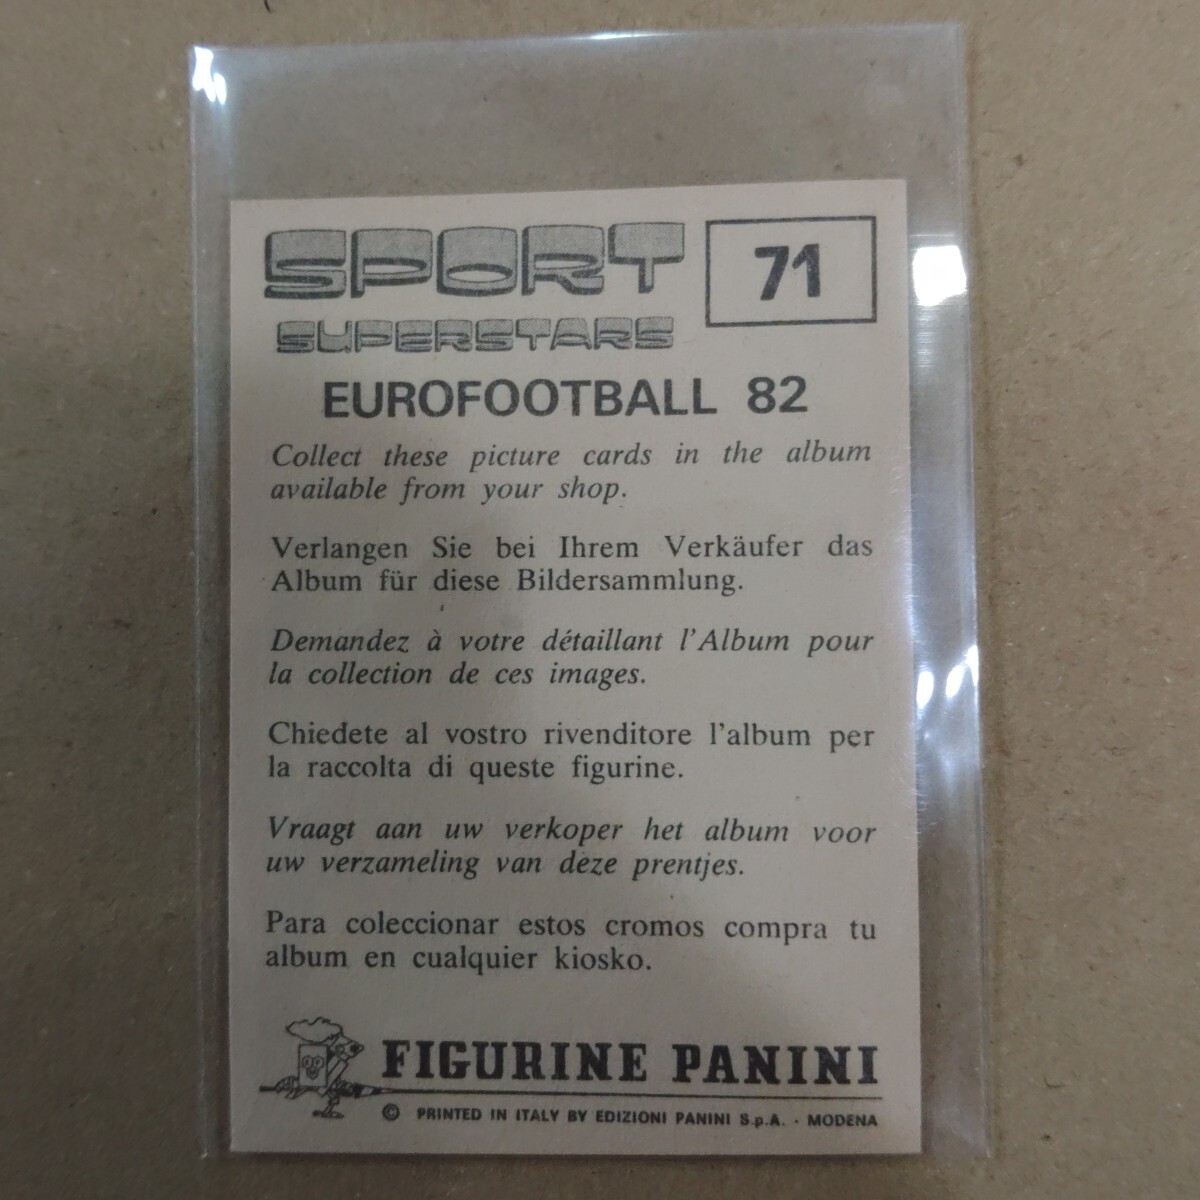 SPORT
71
SUPERSTARS
EUROFOOTBALL 82
Collect these picture cards in the album
available from your shop.
Verlangen Sie bei Ihrem Verkäufer das
Album für diese Bildersammlung.
Demandez à votre détaillant l'Album pour
la collection de ces images.
Chiedete al vostro rivenditore l'album per
la raccolta di queste figurine.
Vraagt aan uw verkoper het album voor
uw verzameling van deze prentjes.
Para coleccionar estos cromos compra tu
album en cualquier kiosko.
FIGURINE PANINI
© PRINTED IN ITALY BY EDIZIONI PANINI S.p.A. - MODENA